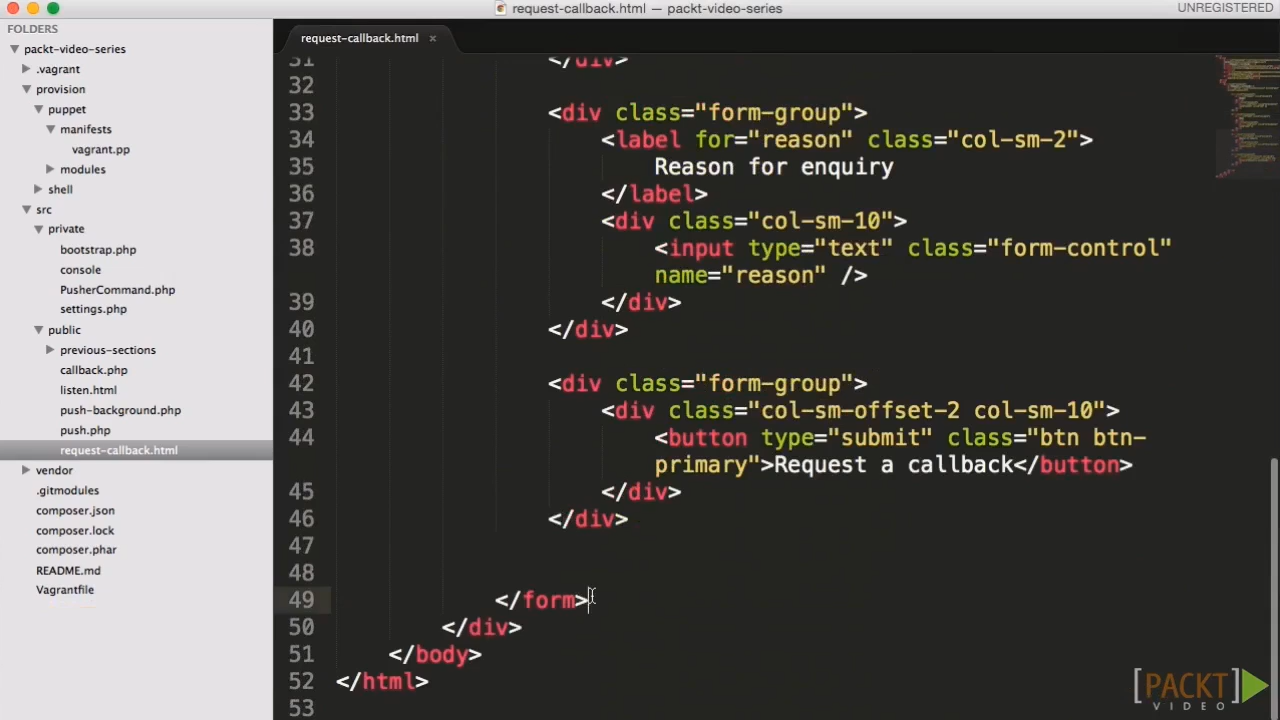 request-callback.html — packt-video-series
UNREGISTERED
FOLDERS
packt-video-series
.vagrant
provision
puppet
manifests
vagrant.pp
modules
shell
src
private
bootstrap.php
console
PusherCommand.php
settings.php
public
previous-sections
callback.php
listen.html
push-background.php
push.php
request-callback.html
vendor
.gitmodules
composer.json
composer.lock
composer.phar
README.md
Vagrantfile
request-callback.html ×
31 </div>
32
33 <div class="form-group">
34 <label for="reason" class="col-sm-2">
35 Reason for enquiry
36 </label>
37 <div class="col-sm-10">
38 <input type="text" class="form-control"
name="reason" />
39 </div>
40 </div>
41
42 <div class="form-group">
43 <div class="col-sm-offset-2 col-sm-10">
44 <button type="submit" class="btn btn-
primary">Request a callback</button>
45 </div>
46 </div>
47
48
49 </form>
50 </div>
51 </body>
52 </html>
53
[PACKT]
VIDEO